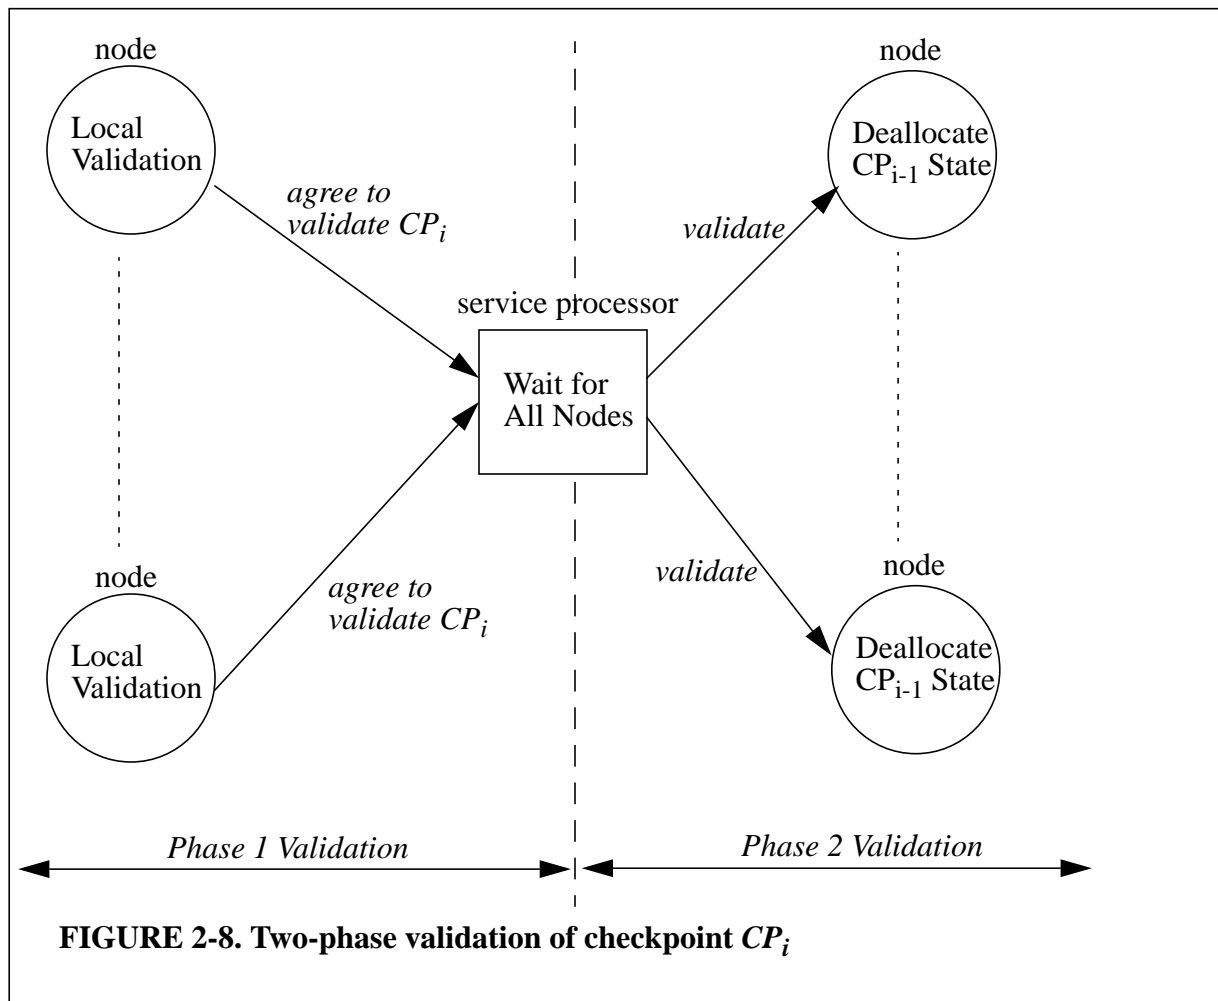 node
Local
Validation
agree to
validate CPi
node
Local
Validation
agree to
validate CPi
service processor
Wait for
All Nodes
validate
node
Deallocate
CPi-1 State
validate
node
Deallocate
CPi-1 State
Phase 1 Validation
Phase 2 Validation
FIGURE 2-8. Two-phase validation of checkpoint CPi